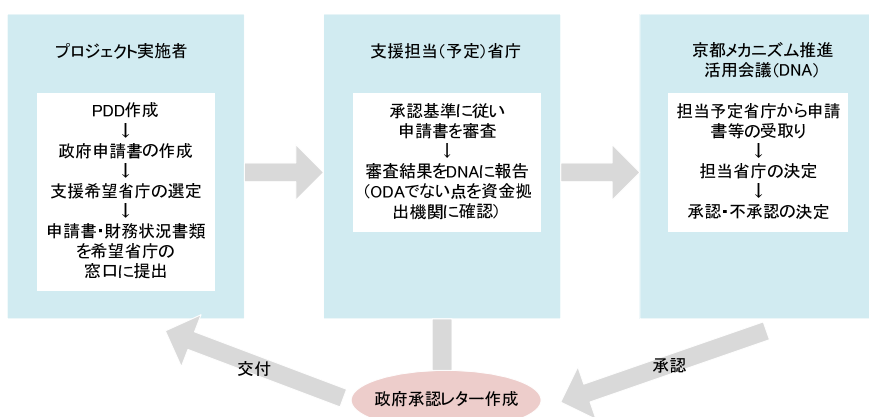 プロジェクト実施者
PDD作成
↓
政府申請書の作成
↓
支援希望省庁の選定
↓
申請書・財務状況書類
を希望省庁の
窓口に提出
支援担当(予定)省庁
承認基準に従い
申請書を審査
↓
審査結果をDNAに報告
(ODAでない点を資金拠
出機関に確認)
京都メカニズム推進
活用会議(DNA)
担当予定省庁から申請
書等の受取り
↓
担当省庁の決定
↓
承認・不承認の決定
交付
政府承認レター作成
承認